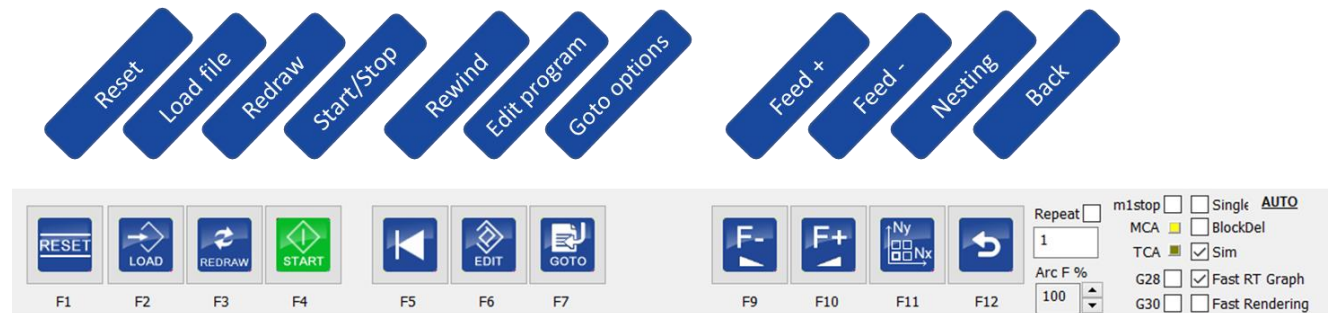 Reset
Load file
Redraw
Start/Stop
Rewind
Edit program
Goto options
Feed +
Feed -
Nesting
Back
RESET
LOAD
REDRAW
START
EDIT
GOTO
F-
F+
Ny
Nx
F1
F2
F3
F4
F5
F6
F7
F9
F10
F11
F12
Repeat
1
Arc F %
100
m1stop
Single
AUTO
MCA
BlockDel
TCA
Sim
G28
Fast RT Graph
G30
Fast Rendering